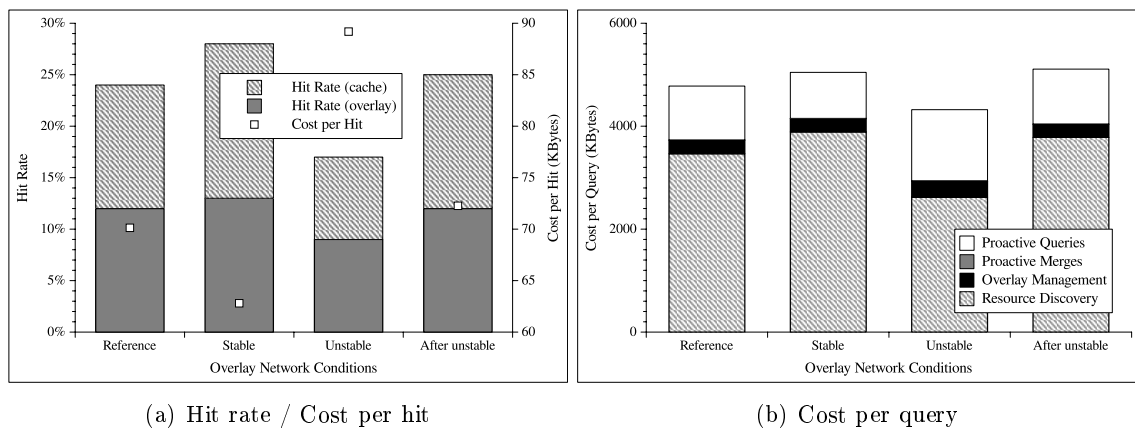 30%
25%
20%
15%
10%
5%
0%
Hit Rate
90
85
80
75
70
65
60
Cost per Hit (KBytes)
Hit Rate (cache)
Hit Rate (overlay)
Cost per Hit
Reference Stable Unstable After unstable
Overlay Network Conditions
(a) Hit rate / Cost per hit
6000
4000
2000
0
Cost per Query (KBytes)
Proactive Queries
Proactive Merges
Overlay Management
Resource Discovery
Reference Stable Unstable After unstable
Overlay Network Conditions
(b) Cost per query